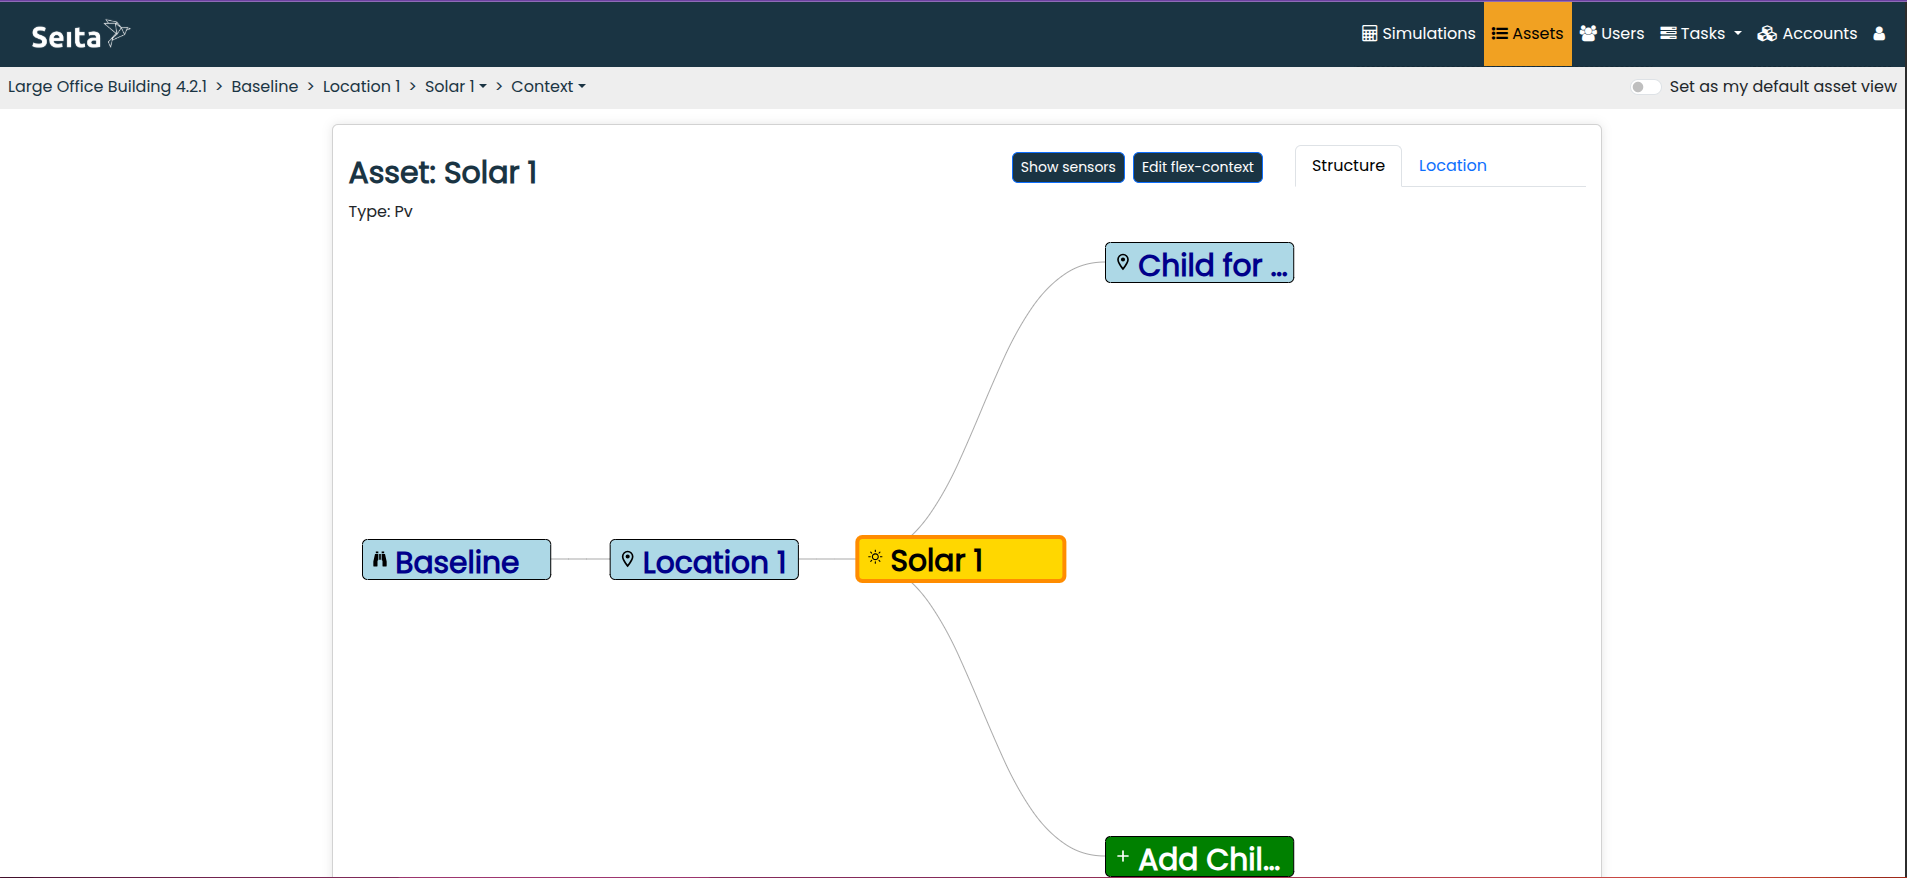 Seita
Simulations Assets Users Tasks Accounts
Large Office Building 4.2.1 > Baseline > Location 1 > Solar 1 > Context
Set as my default asset view
Asset: Solar 1
Show sensors
Edit flex-context
Structure
Location
Type: Pv
Child for ...
Baseline
Location 1
Solar 1
+ Add Chil...